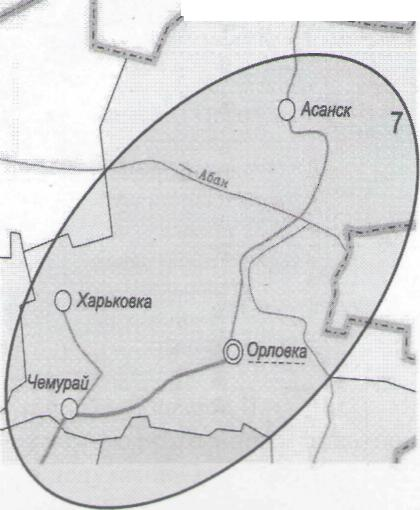 Асанск
7
Абан
Харьковка
Орловка
Чемурай